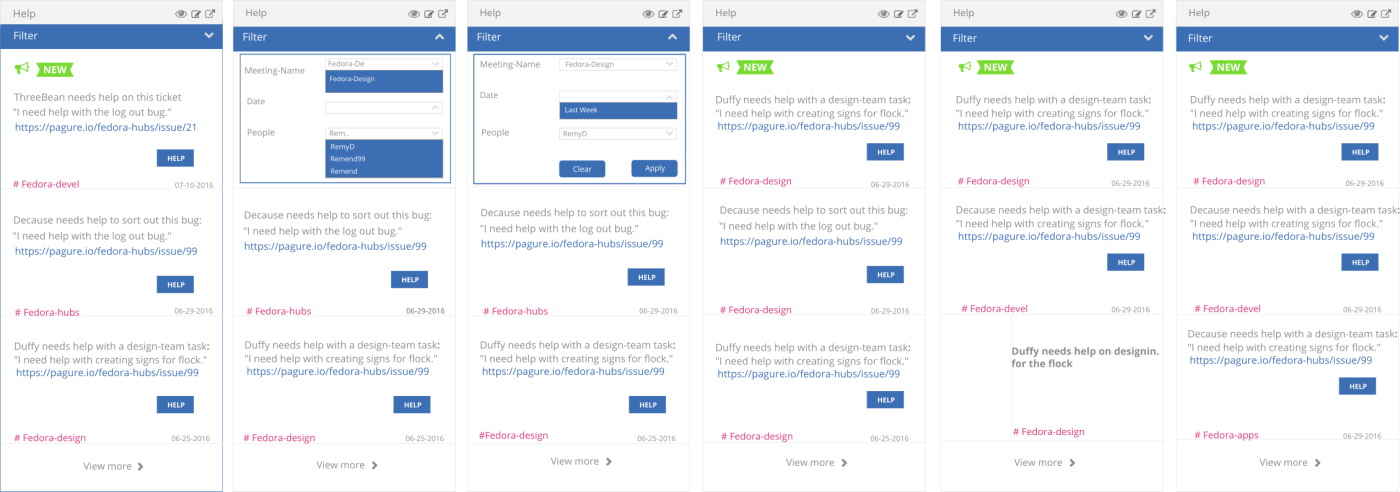 Help
Filter
NEW
ThreeBean needs help on this ticket
"I need help with the log out bug."
https://pagure.io/fedora-hubs/issue/21
HELP
# Fedora-devel
07-10-2016
Decause needs help to sort out this bug:
"I need help with the log out bug."
https://pagure.io/fedora-hubs/issue/99
HELP
# Fedora-hubs
06-29-2016
Duffy needs help with a design-team task:
"I need help with creating signs for flock."
https://pagure.io/fedora-hubs/issue/99
HELP
# Fedora-design
06-25-2016
View more
Help
Filter
Meeting-Name
Fedora-De
Fedora-Design
Date
People
Rem..
RemyD
Remend99
Remend
Decause needs help to sort out this bug:
"I need help with the log out bug."
https://pagure.io/fedora-hubs/issue/99
HELP
# Fedora-hubs
06-29-2016
Duffy needs help with a design-team task:
"I need help with creating signs for flock."
https://pagure.io/fedora-hubs/issue/99
HELP
# Fedora-design
06-25-2016
View more
Help
Filter
Meeting-Name
Fedora-Design
Date
Last Week
People
RemyD
Clear
Apply
Decause needs help to sort out this bug:
"I need help with the log out bug."
https://pagure.io/fedora-hubs/issue/99
HELP
# Fedora-hubs
06-29-2016
Duffy needs help with a design-team task:
"I need help with creating signs for flock."
https://pagure.io/fedora-hubs/issue/99
HELP
#Fedora-design
06-25-2016
View more
Help
Filter
NEW
Duffy needs help with a design-team task:
"I need help with creating signs for flock."
https://pagure.io/fedora-hubs/issue/99
HELP
# Fedora-design
06-29-2016
Decause needs help to sort out this bug:
"I need help with the log out bug."
https://pagure.io/fedora-hubs/issue/99
HELP
# Fedora-design
06-29-2016
Duffy needs help with a design-team task:
"I need help with creating signs for flock."
https://pagure.io/fedora-hubs/issue/99
HELP
# Fedora-design
06-25-2016
View more
Help
Filter
NEW
Duffy needs help with a design-team task:
"I need help with creating signs for flock."
https://pagure.io/fedora-hubs/issue/99
HELP
# Fedora-design
06-29-2016
Decause needs help with a design-team task:
"I need help with creating signs for flock."
https://pagure.io/fedora-hubs/issue/99
HELP
# Fedora-devel
06-29-2016
Duffy needs help on designin.
for the flock
# Fedora-design
View more
Help
Filter
NEW
Duffy needs help with a design-team task:
"I need help with creating signs for flock."
https://pagure.io/fedora-hubs/issue/99
HELP
# Fedora-design
06-29-2016
Decause needs help with a design-team task:
"I need help with creating signs for flock."
https://pagure.io/fedora-hubs/issue/99
HELP
# Fedora-devel
06-29-2016
Decause needs help with a design-team task:
"I need help with creating signs for flock."
https://pagure.io/fedora-hubs/issue/99
HELP
# Fedora-apps
06-29-2016
View more